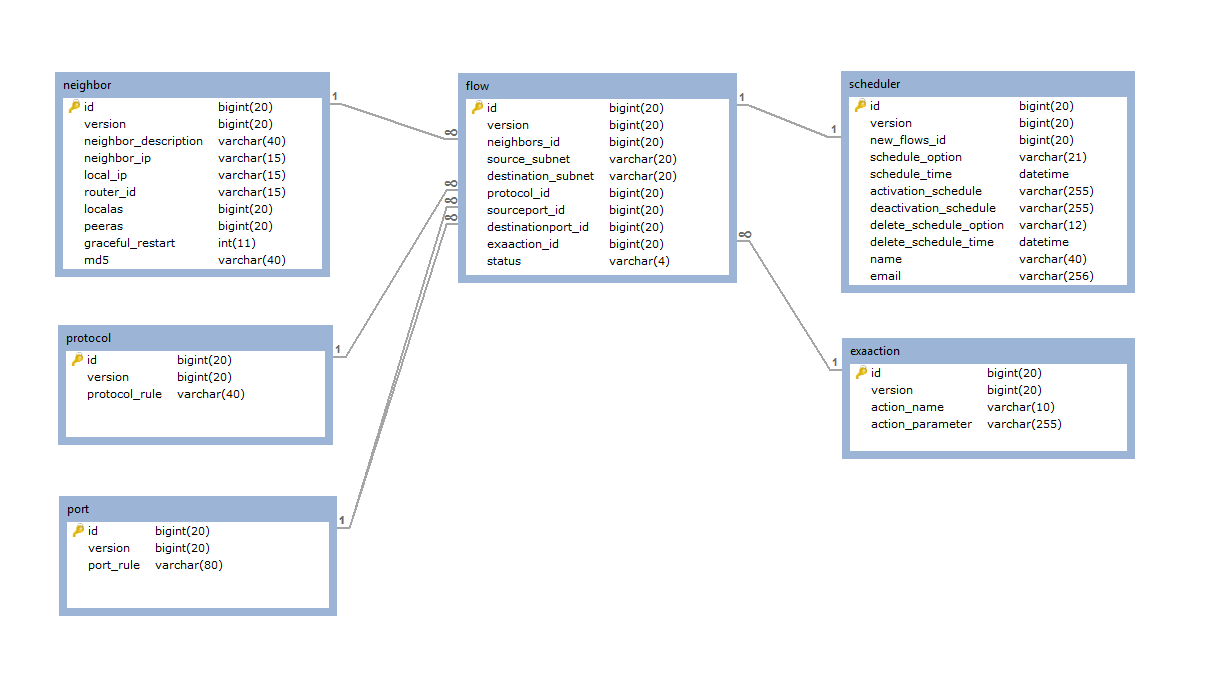 neighbor
id bigint(20)
version bigint(20)
neighbor_description varchar(40)
neighbor_ip varchar(15)
local_ip varchar(15)
router_id varchar(15)
localas bigint(20)
peeras bigint(20)
graceful_restart int(11)
md5 varchar(40)
1
∞
flow
id bigint(20)
version bigint(20)
neighbors_id bigint(20)
source_subnet varchar(20)
destination_subnet varchar(20)
protocol_id bigint(20)
sourceport_id bigint(20)
destinationport_id bigint(20)
exaaction_id bigint(20)
status varchar(4)
1
1
scheduler
id bigint(20)
version bigint(20)
new_flows_id bigint(20)
schedule_option varchar(21)
schedule_time datetime
activation_schedule varchar(255)
deactivation_schedule varchar(255)
delete_schedule_option varchar(12)
delete_schedule_time datetime
name varchar(40)
email varchar(256)
∞
∞
∞
∞
protocol
id bigint(20)
version bigint(20)
protocol_rule varchar(40)
1
1
exaaction
id bigint(20)
version bigint(20)
action_name varchar(10)
action_parameter varchar(255)
port
id bigint(20)
version bigint(20)
port_rule varchar(80)
1